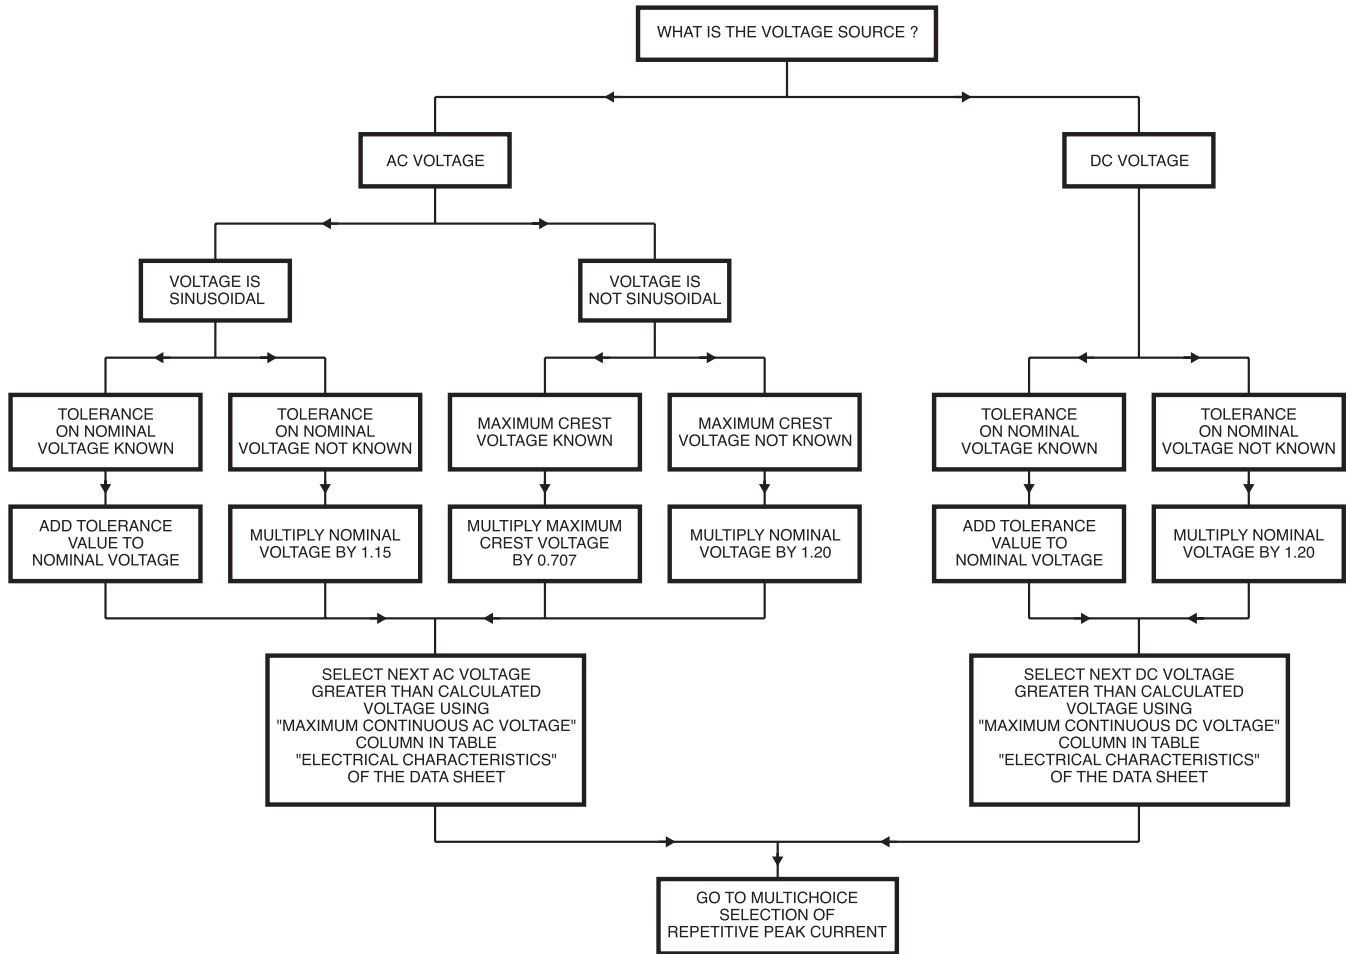 WHAT IS THE VOLTAGE SOURCE ?
AC VOLTAGE
DC VOLTAGE
VOLTAGE IS
SINUSOIDAL
VOLTAGE IS
NOT SINUSOIDAL
TOLERANCE
ON NOMINAL
VOLTAGE KNOWN
TOLERANCE
ON NOMINAL
VOLTAGE NOT KNOWN
MAXIMUM CREST
VOLTAGE KNOWN
MAXIMUM CREST
VOLTAGE NOT KNOWN
TOLERANCE
ON NOMINAL
VOLTAGE KNOWN
TOLERANCE
ON NOMINAL
VOLTAGE NOT KNOWN
ADD TOLERANCE
VALUE TO
NOMINAL VOLTAGE
MULTIPLY NOMINAL
VOLTAGE BY 1.15
MULTIPLY MAXIMUM
CREST VOLTAGE
BY 0.707
MULTIPLY NOMINAL
VOLTAGE BY 1.20
ADD TOLERANCE
VALUE TO
NOMINAL VOLTAGE
MULTIPLY NOMINAL
VOLTAGE BY 1.20
SELECT NEXT AC VOLTAGE
GREATER THAN CALCULATED
VOLTAGE USING
"MAXIMUM CONTINUOUS AC VOLTAGE"
COLUMN IN TABLE
"ELECTRICAL CHARACTERISTICS"
OF THE DATA SHEET
SELECT NEXT DC VOLTAGE
GREATER THAN CALCULATED
VOLTAGE USING
"MAXIMUM CONTINUOUS DC VOLTAGE"
COLUMN IN TABLE
"ELECTRICAL CHARACTERISTICS"
OF THE DATA SHEET
GO TO MULTICHOICE
SELECTION OF
REPETITIVE PEAK CURRENT